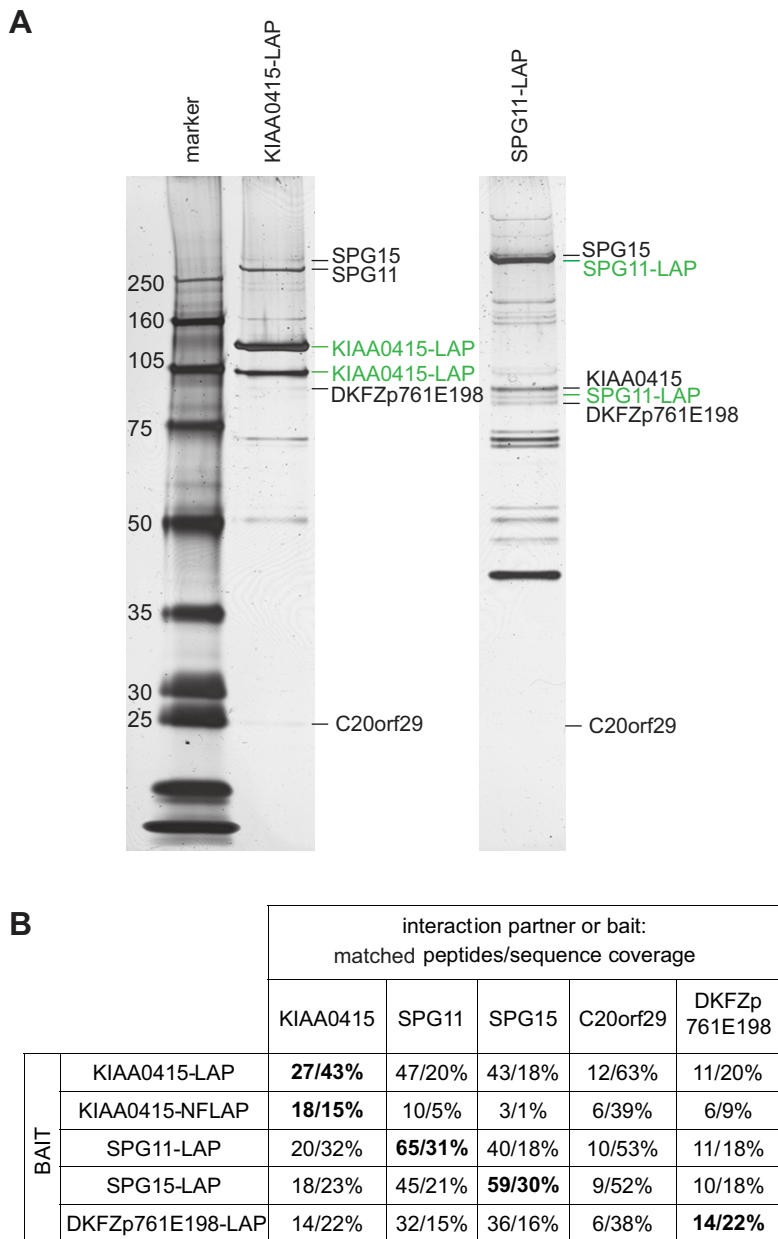 A
marker
KIAA0415-LAP
SPG11-LAP
SPG15
SPG11
KIAA0415-LAP
KIAA0415-LAP
DKFZp761E198
C20orf29
250
160
105
75
50
35
30
25
SPG15
SPG11-LAP
KIAA0415
SPG11-LAP
DKFZp761E198
C20orf29
B
interaction partner or bait:
matched peptides/sequence coverage
KIAA0415 SPG11 SPG15 C20orf29 DKFZp
761E198
BAIT
KIAA0415-LAP 27/43% 47/20% 43/18% 12/63% 11/20%
KIAA0415-NFLAP 18/15% 10/5% 3/1% 6/39% 6/9%
SPG11-LAP 20/32% 65/31% 40/18% 10/53% 11/18%
SPG15-LAP 18/23% 45/21% 59/30% 9/52% 10/18%
DKFZp761E198-LAP 14/22% 32/15% 36/16% 6/38% 14/22%